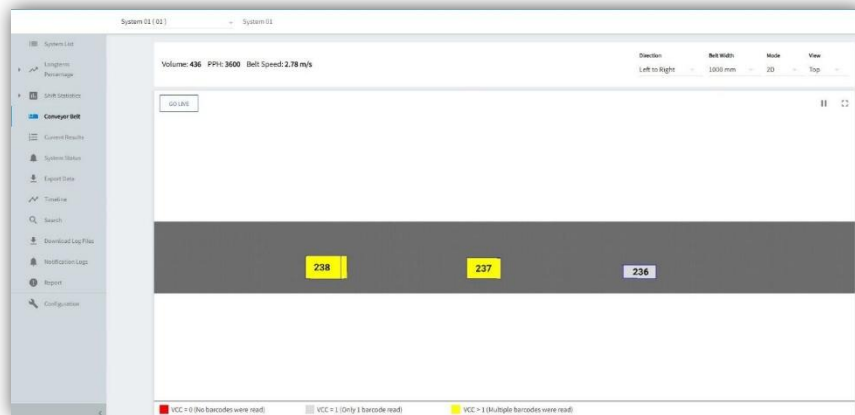 System 01 ( 01 )
System 01
System List
Longterm
Percentage
Shift Statistics
Conveyor Belt
Current Results
System Status
Export Data
Timeline
Search
Download Log Files
Notification Logs
Report
Configuration
Volume: 436 PPH: 3600 Belt Speed: 2.78 m/s
Direction
Left to Right
Belt Width
1000 mm
Mode
2D
View
Top
GO LIVE
238
237
236
VCC = 0 (No barcodes were read)
VCC = 1 (Only 1 barcode read)
VCC > 1 (Multiple barcodes were read)